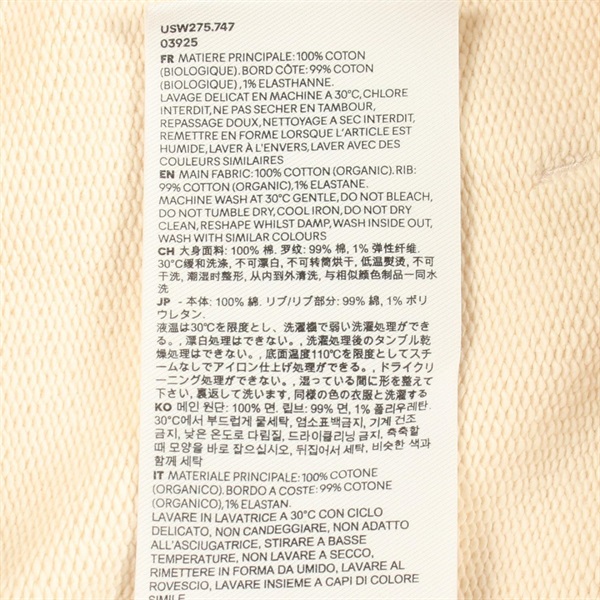 USW275.747
03925
FR MATIERE PRINCIPALE: 100% COTON
(BIOLOGIQUE). BORD CÔTE: 99% COTON
(BIOLOGIQUE), 1% ELASTHANNE.
LAVAGE DELICAT EN MACHINE A 30°C, CHLORE
INTERDIT, NE PAS SECHER EN TAMBOUR,
REPASSAGE DOUX, NETTOYAGE A SEC INTERDIT,
REMETTRE EN FORME LORSQUE L'ARTICLE EST
HUMIDE, LAVER À L'ENVERS, LAVER AVEC DES
COULEURS SIMILAIRES
EN MAIN FABRIC: 100% COTTON (ORGANIC). RIB:
99% COTTON (ORGANIC), 1% ELASTANE.
MACHINE WASH AT 30°C GENTLE, DO NOT BLEACH,
DO NOT TUMBLE DRY, COOL IRON, DO NOT DRY
CLEAN, RESHAPE WHILST DAMP, WASH INSIDE OUT,
WASH WITH SIMILAR COLOURS
CH 大身面料: 100% 棉. 罗纹: 99% 棉, 1% 弹性纤维.
30°C缓和洗涤, 不可漂白, 不可转筒烘干, 低温熨烫, 不可
干洗, 潮湿时整形, 从内到外清洗, 与相似颜色制品一同水
洗
JP - 本体: 100% 綿. リブ/リブ部分: 99% 綿, 1% ポリ
ウレタン.
液温は30℃を限度とし、洗濯機で弱い洗濯処理ができ
る。, 漂白処理はできない。, 洗濯処理後のタンブル乾
燥処理はできない。, 底面温度110℃を限度としてスチ
ームなしでアイロン仕上げ処理ができる。, ドライクリ
ーニング処理ができない。, 湿っている間に形を整えて
下さい, 裏返して洗います, 同様の色の衣服と洗濯する
KO 메인 원단: 100% 면. 립브: 99% 면, 1% 폴리우레탄.
30°C에서 부드럽게 물세탁, 염소표백금지, 기계 건조
금지, 낮은 온도로 다림질, 드라이클리닝 금지, 축축할
때 모양을 바로 잡으십시오, 뒤집어서 세탁, 비슷한 색과
함께 세탁
IT MATERIALE PRINCIPALE: 100% COTONE
(ORGANICO). BORDO A COSTE: 99% COTONE
(ORGANICO), 1% ELASTAN.
LAVARE IN LAVATRICE A 30°C CON CICLO
DELICATO, NON CANDEGGIARE, NON ADATTO
ALL'ASCIUGATRICE, STIRARE A BASSE
TEMPERATURE, NON LAVARE A SECCO,
RIMETTERE IN FORMA DA UMIDO, LAVARE AL
ROVESCIO, LAVARE INSIEME A CAPI DI COLORE
SIMILE